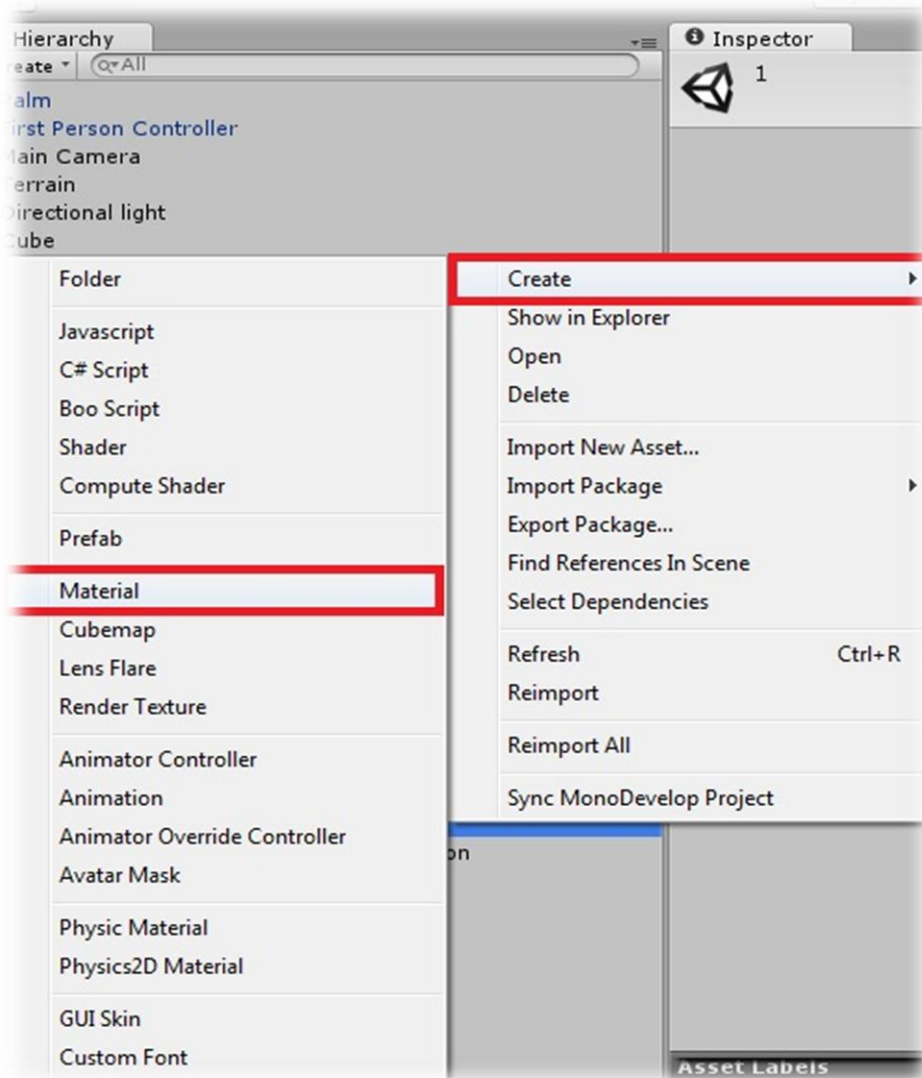 Hierarchy
reate
All
alm
irst Person Controller
Main Camera
errain
Directional light
Cube
Inspector
1
Folder
Javascript
C# Script
Boo Script
Shader
Compute Shader
Prefab
Material
Cubemap
Lens Flare
Render Texture
Animator Controller
Animation
Animator Override Controller
Avatar Mask
Physic Material
Physics2D Material
GUI Skin
Custom Font
Create
Show in Explorer
Open
Delete
Import New Asset...
Import Package
Export Package...
Find References In Scene
Select Dependencies
Refresh Ctrl+R
Reimport
Reimport All
Sync MonoDevelop Project
on
Asset Labels